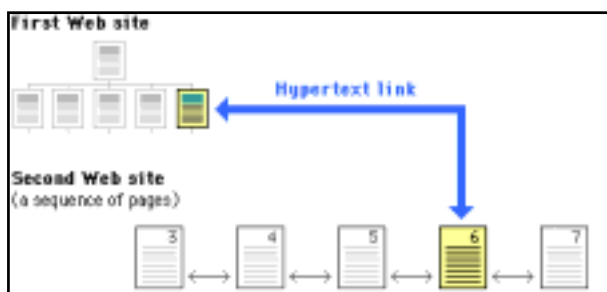 First Web site
Hypertext link
Second Web site
(a sequence of pages)
3 4 5 6 7